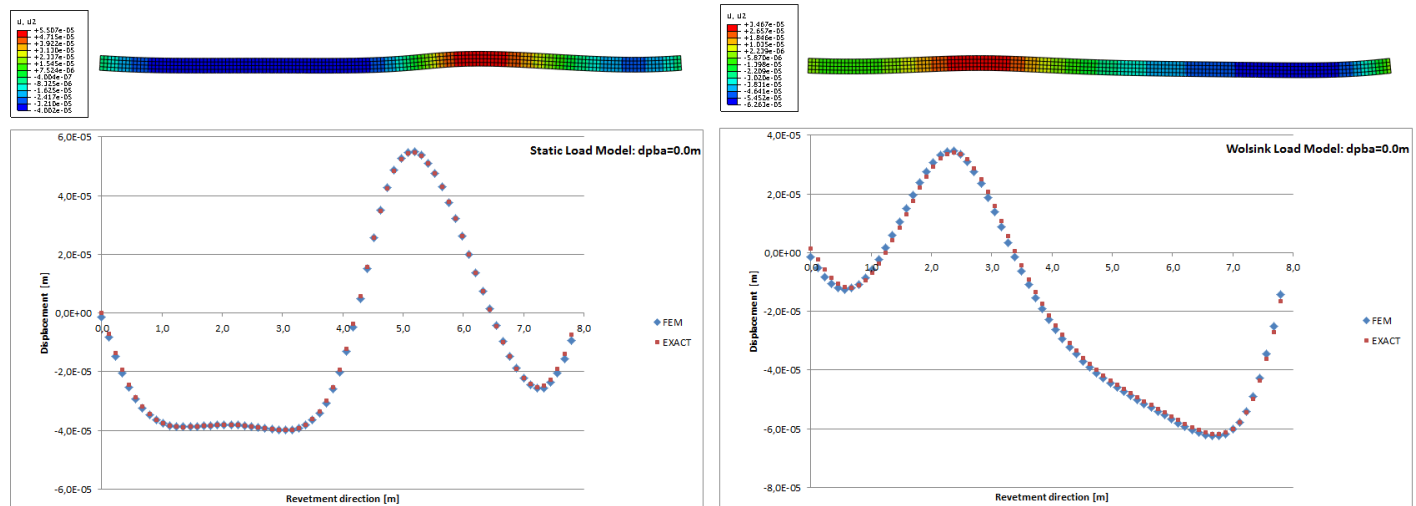 U, U2
+5.507e-05
+4.715e-05
+3.922e-05
+3.130e-05
+2.337e-05
+1.545e-05
+7.524e-06
-4.004e-07
-8.325e-06
-1.625e-05
-2.417e-05
-3.210e-05
-4.002e-05
U, U2
+3.467e-05
+2.657e-05
+1.846e-05
+1.035e-05
+2.239e-06
-5.870e-06
-1.398e-05
-2.209e-05
-3.020e-05
-3.831e-05
-4.641e-05
-5.452e-05
-6.263e-05
Static Load Model: dpba=0.0m
6,0E-05
4,0E-05
2,0E-05
0,0E+00
-2,0E-05
-4,0E-05
-6,0E-05
Displacement [m]
0,0 1,0 2,0 3,0 4,0 5,0 6,0 7,0 8,0
Revetment direction [m]
FEM
EXACT
Wolsink Load Model: dpba=0.0m
4,0E-05
2,0E-05
0,0E+00
-2,0E-05
-4,0E-05
-6,0E-05
-8,0E-05
Displacement [m]
0,0 1,0 2,0 3,0 4,0 5,0 6,0 7,0 8,0
Revetment direction [m]
FEM
EXACT